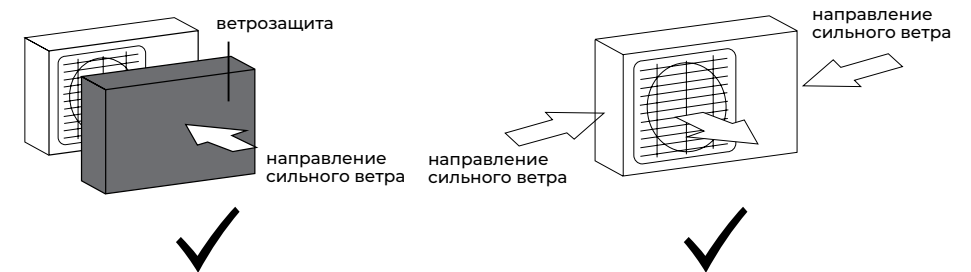 ветрозащита
направление
сильного ветра
направление
сильного ветра
направление
сильного ветра